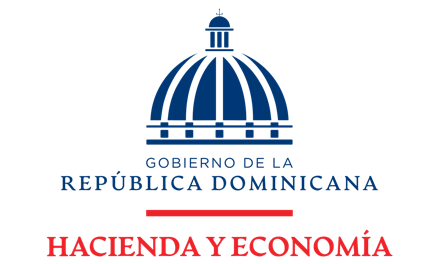 GOBIERNO DE LA
REPÚBLICA DOMINICANA
HACIENDA Y ECONOMÍA